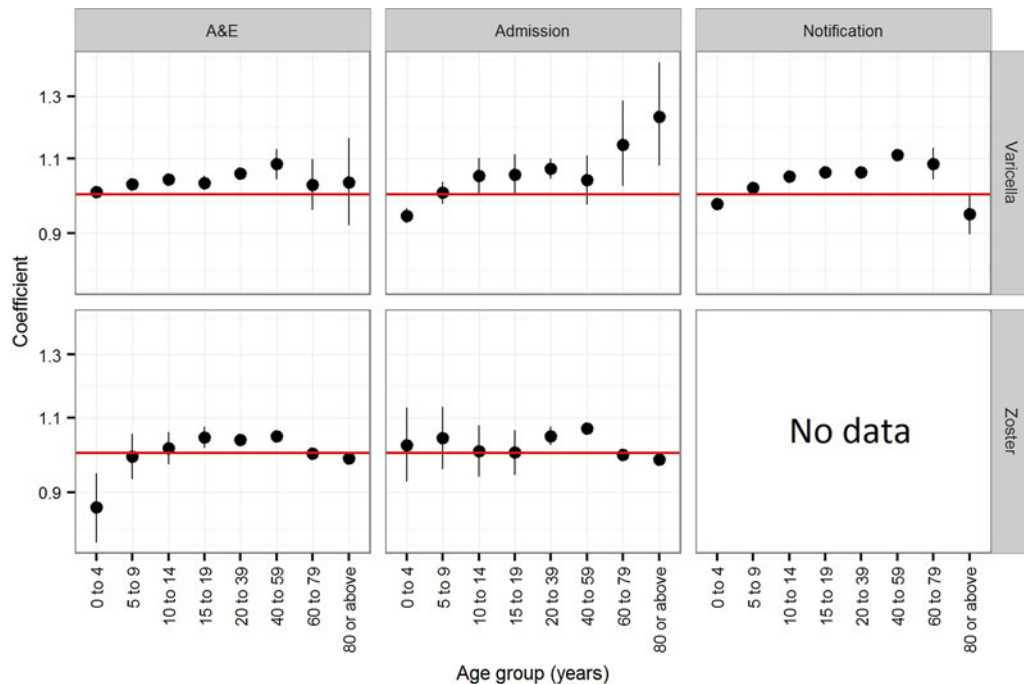 A&E
Admission
Notification
1.3
1.1
0.9
Varicella
Coefficient
1.3
1.1
0.9
No data
Zoster
0 to 4
5 to 9
10 to 14
15 to 19
20 to 39
40 to 59
60 to 79
80 or above
0 to 4
5 to 9
10 to 14
15 to 19
20 to 39
40 to 59
60 to 79
80 or above
0 to 4
5 to 9
10 to 14
15 to 19
20 to 39
40 to 59
60 to 79
80 or above
Age group (years)